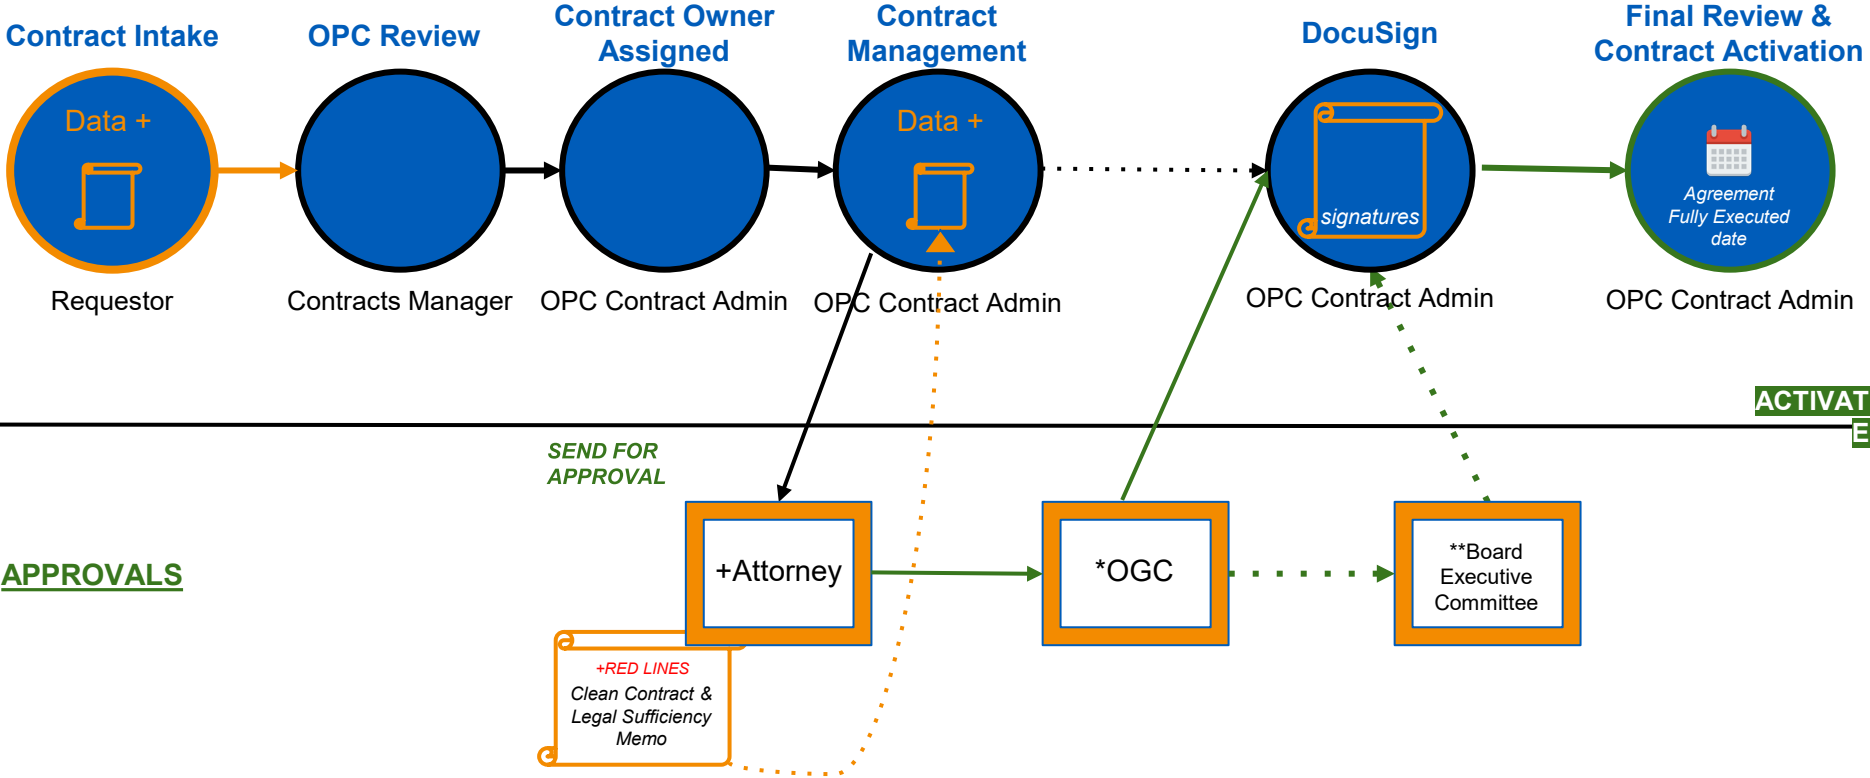 Contract Intake
OPC Review
Contract Owner
Assigned
Contract
Management
DocuSign
Final Review &
Contract Activation
Data +
Data +
signatures
Agreement
Fully Executed
date
Requestor
Contracts Manager
OPC Contract Admin
OPC Contract Admin
OPC Contract Admin
OPC Contract Admin
ACTIVAT
E
SEND FOR
APPROVAL
APPROVALS
+Attorney
*OGC
**Board
Executive
Committee
+RED LINES
Clean Contract &
Legal Sufficiency
Memo